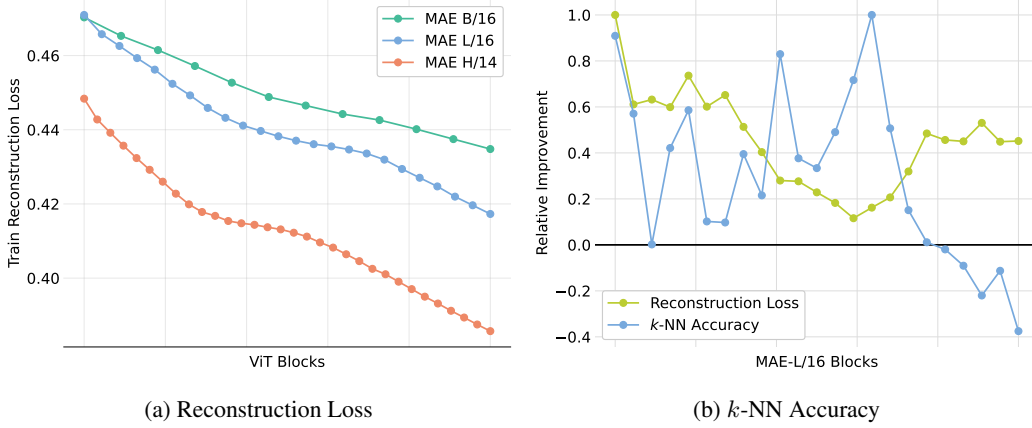 Train Reconstruction Loss
0.46
0.44
0.42
0.40
MAE B/16
MAE L/16
MAE H/14
ViT Blocks
(a) Reconstruction Loss
Relative Improvement
1.0
0.8
0.6
0.4
0.2
0.0
−0.2
−0.4
Reconstruction Loss
k-NN Accuracy
MAE-L/16 Blocks
(b) k-NN Accuracy